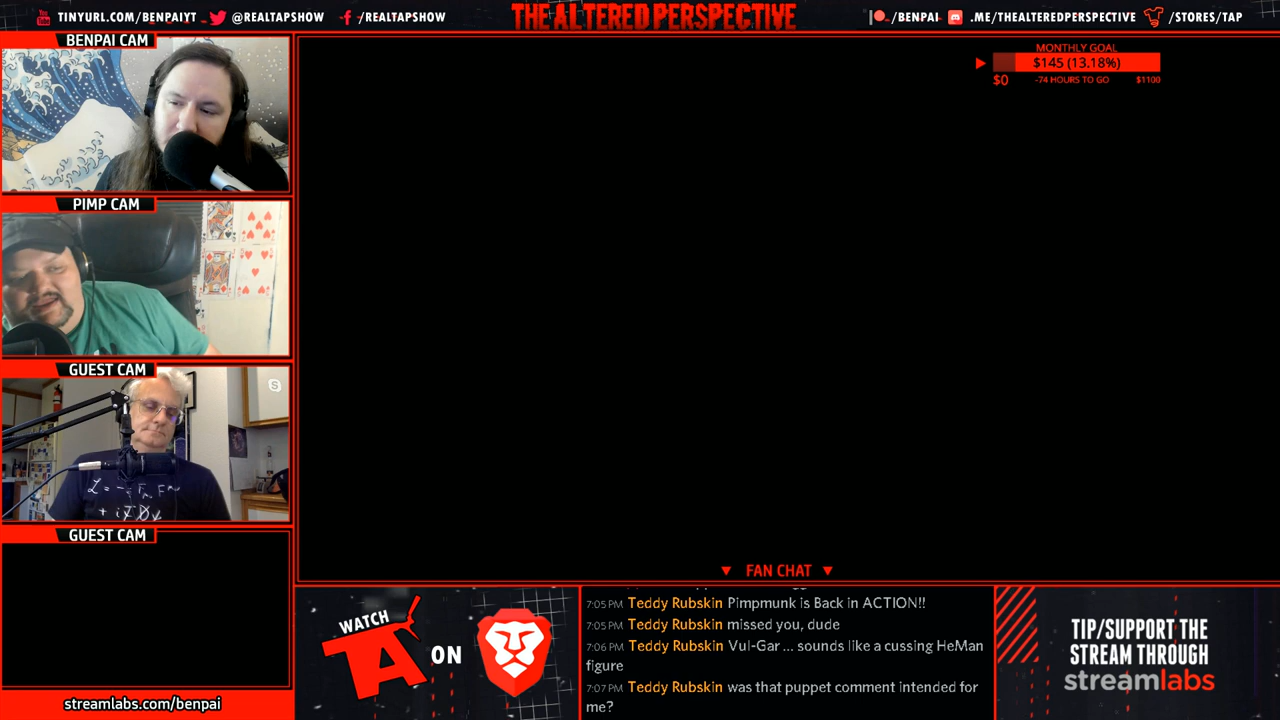 TINYURL.COM/BENPAIYT @REALTAPSHOW /REALTAPSHOW THE ALTERED PERSPECTIVE /BENPAI .ME/THEALTEREDPERSPECTIVE /STORES/TAP
BENPAI CAM
MONTHLY GOAL
$145 (13.18%)
$0 -74 HOURS TO GO $1100
PIMP CAM
GUEST CAM
GUEST CAM
FAN CHAT
7:05 PM Teddy Rubskin Pimpmunk is Back in ACTION!!
7:05 PM Teddy Rubskin missed you, dude
7:06 PM Teddy Rubskin Vul-Gar ... sounds like a cussing HeMan
figure
7:07 PM Teddy Rubskin was that puppet comment intended for
me?
WATCH
TA ON
TIP/SUPPORT THE
STREAM THROUGH
streamlabs
streamlabs.com/benpai